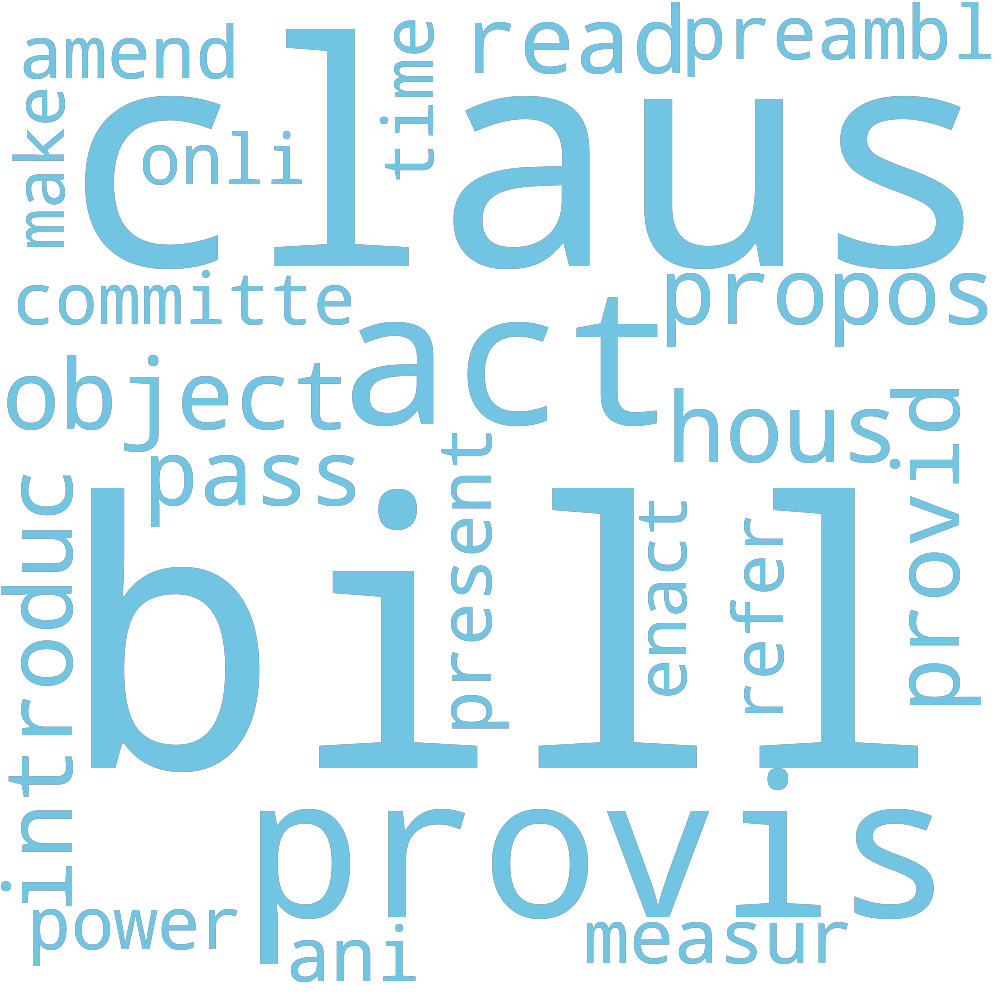 amend
time
read
preambl
make
claus
onli
committe
propos
act
object
hous
provid
pass
introduc
present
enact
refer
bill
provis
power
ani
measur